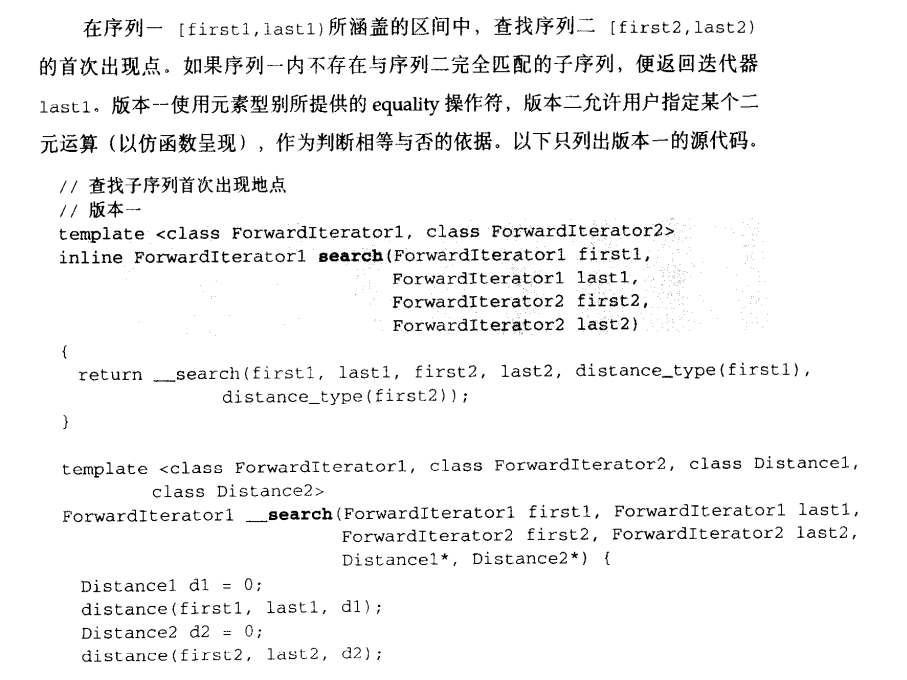 在序列一 [first1,last1)所涵盖的区间中，查找序列二 [first2,last2)
的首次出现点。如果序列一内不存在与序列二完全匹配的子序列，便返回迭代器
last1。版本一使用元素型别所提供的 equality 操作符，版本二允许用户指定某个二
元运算（以仿函数呈现），作为判断相等与否的依据。以下只列出版本一的源代码。
// 查找子序列首次出现地点
// 版本一
template <class ForwardIterator1, class ForwardIterator2>
inline ForwardIterator1 search(ForwardIterator1 first1,
ForwardIterator1 last1,
ForwardIterator2 first2,
ForwardIterator2 last2)
{
return __search(first1, last1, first2, last2, distance_type(first1),
distance_type(first2));
}
template <class ForwardIterator1, class ForwardIterator2, class Distance1,
class Distance2>
ForwardIterator1 __search(ForwardIterator1 first1, ForwardIterator1 last1,
ForwardIterator2 first2, ForwardIterator2 last2,
Distance1*, Distance2*) {
Distance1 d1 = 0;
distance(first1, last1, d1);
Distance2 d2 = 0;
distance(first2, last2, d2);